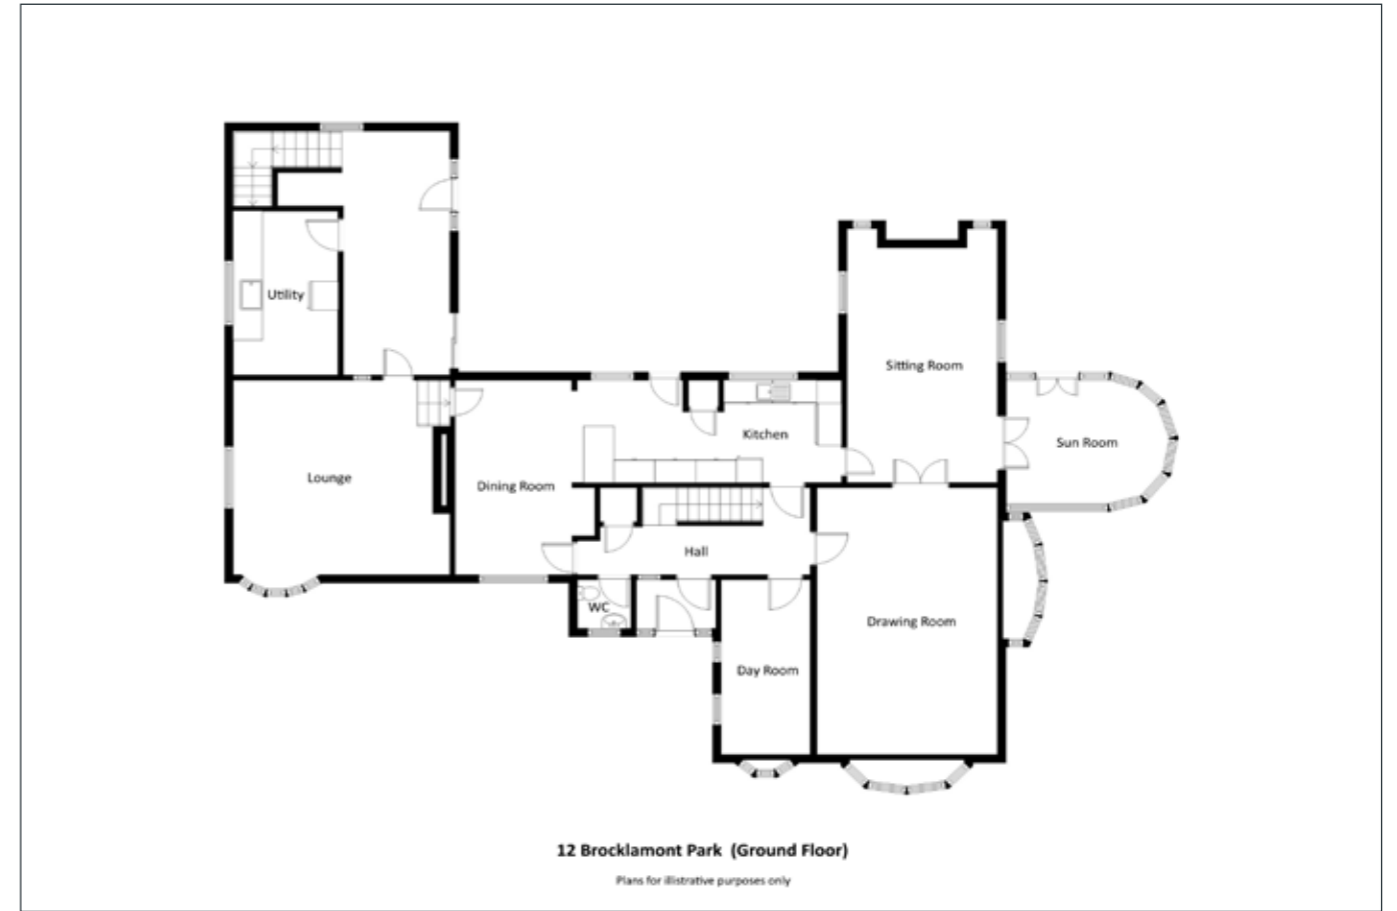 Utility
Sitting Room
Kitchen
Sun Room
Lounge
Dining Room
Hall
WC
Drawing Room
Day Room
12 Brocklamont Park (Ground Floor)
Plans for illistrative purposes only